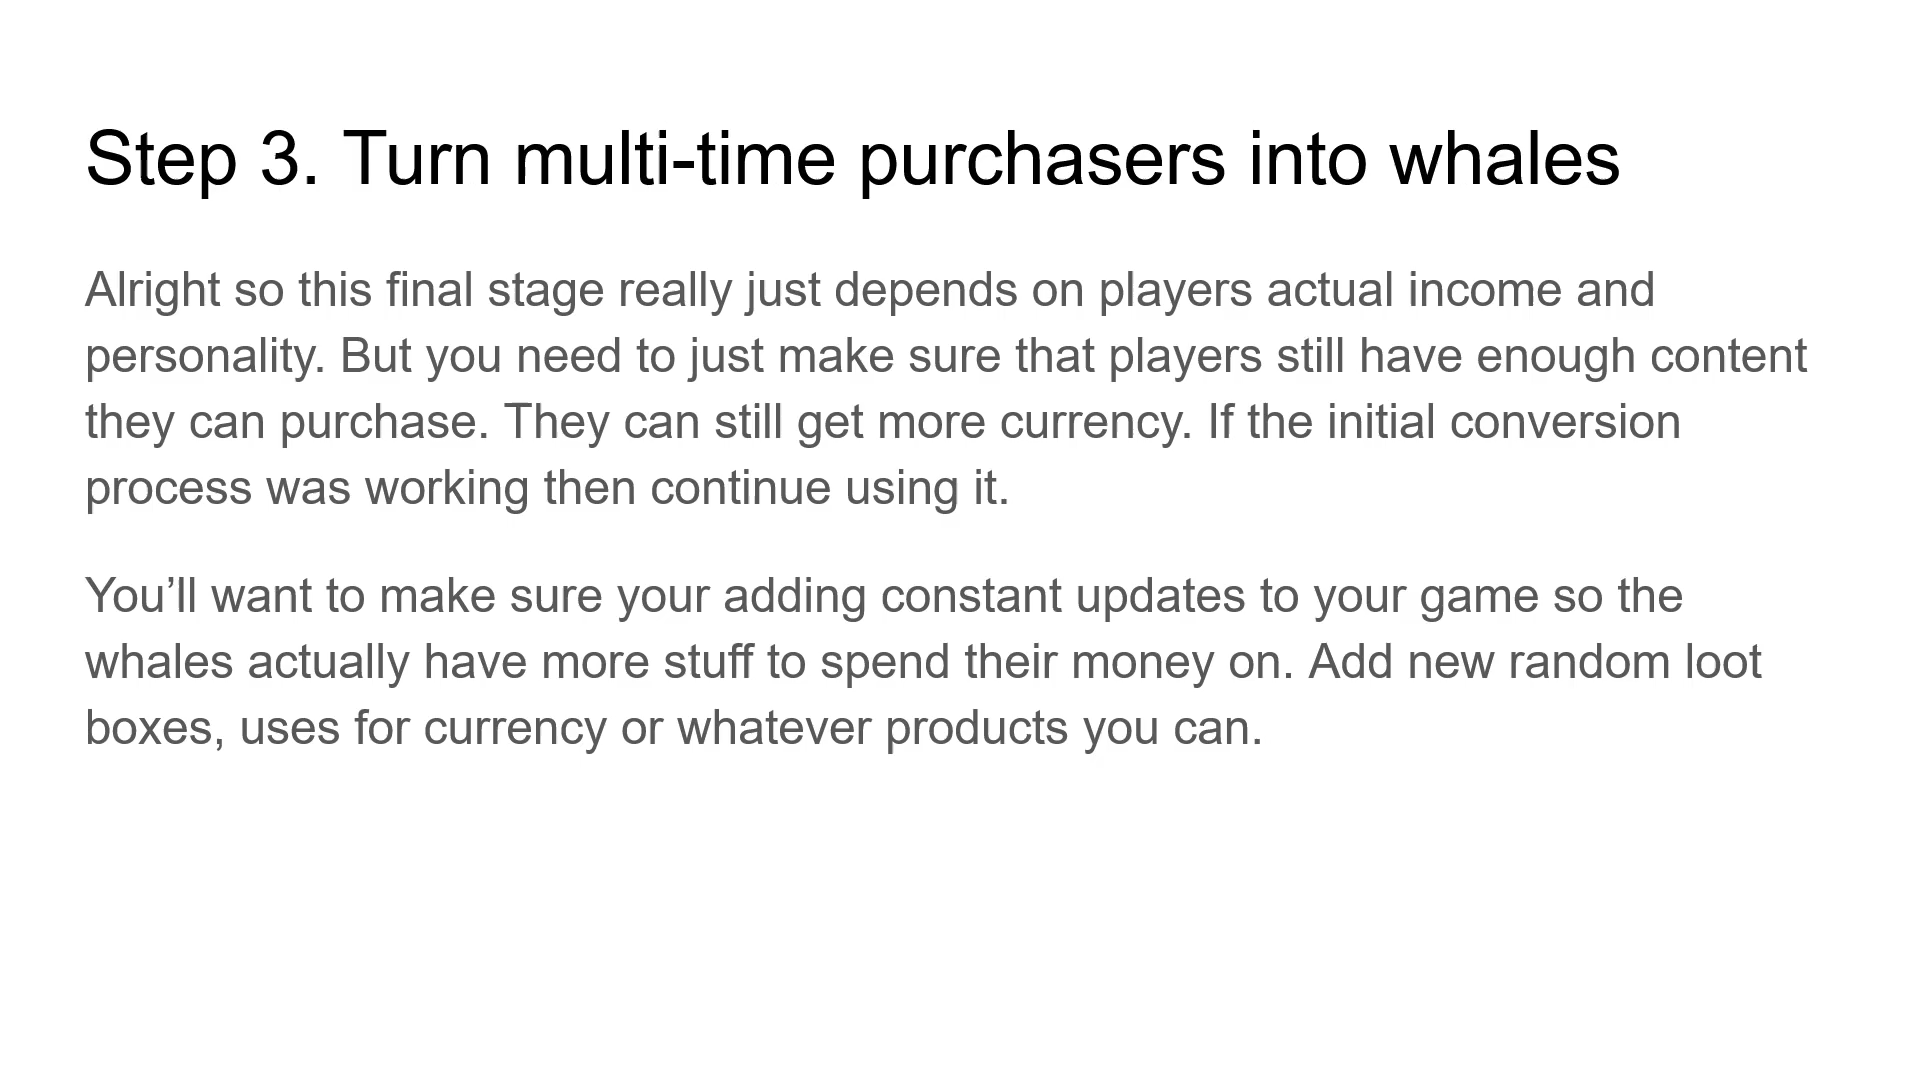 Step 3. Turn multi-time purchasers into whales
Alright so this final stage really just depends on players actual income and
personality. But you need to just make sure that players still have enough content
they can purchase. They can still get more currency. If the initial conversion
process was working then continue using it.
You’ll want to make sure your adding constant updates to your game so the
whales actually have more stuff to spend their money on. Add new random loot
boxes, uses for currency or whatever products you can.